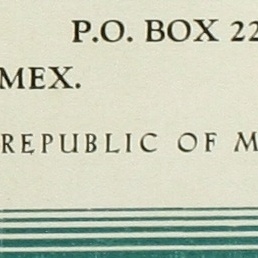 P.O. BOX 22
MEX.
REPUBLIC OF M